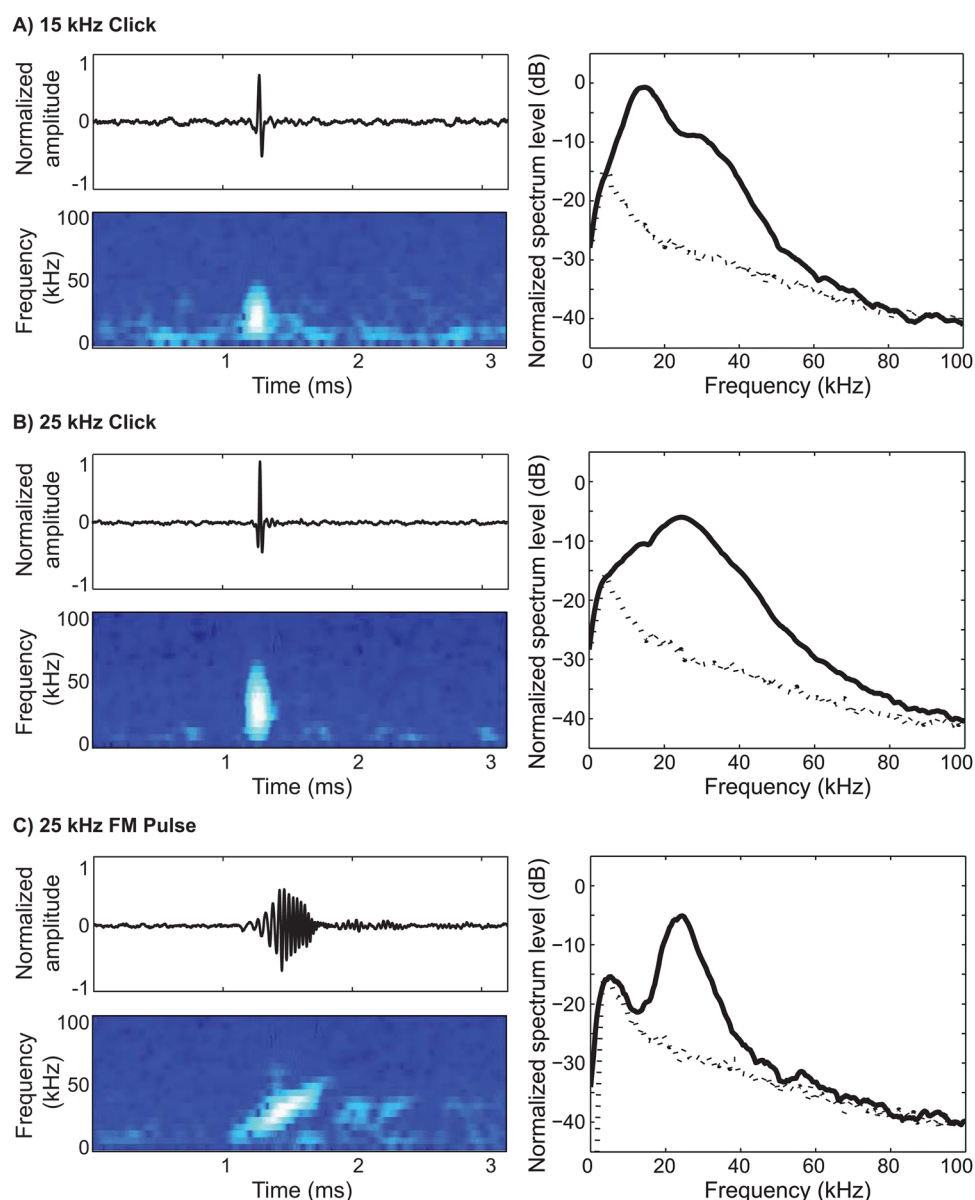 A) 15 kHz Click
Normalized
amplitude
1
0
-1
Frequency
(kHz)
100
50
0
1
2
3
Time (ms)
Normalized spectrum level (dB)
0
−10
−20
−30
−40
0
20
40
60
80
100
Frequency (kHz)
B) 25 kHz Click
Normalized
amplitude
1
0
-1
Frequency
(kHz)
100
50
0
1
2
3
Time (ms)
Normalized spectrum level (dB)
0
−10
−20
−30
−40
0
20
40
60
80
100
Frequency (kHz)
C) 25 kHz FM Pulse
Normalized
amplitude
1
0
-1
Frequency
(kHz)
100
50
0
1
2
3
Time (ms)
Normalized spectrum level (dB)
0
−10
−20
−30
−40
0
20
40
60
80
100
Frequency (kHz)